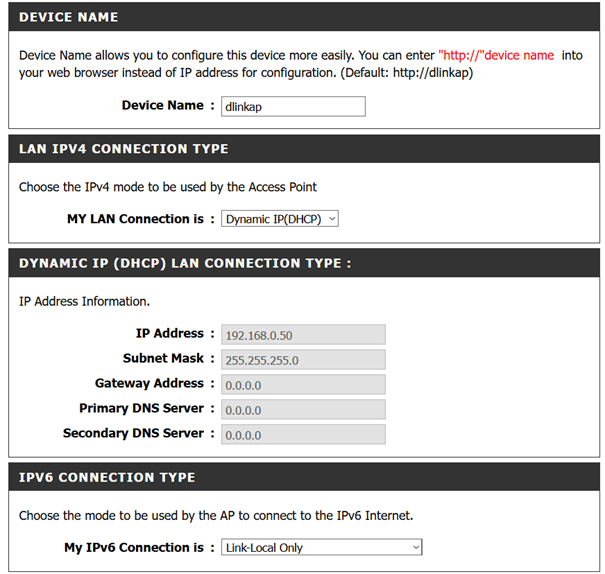 DEVICE NAME
Device Name allows you to configure this device more easily. You can enter "http://"device name into
your web browser instead of IP address for configuration. (Default: http://dlinkap)
Device Name : dlinkap
LAN IPV4 CONNECTION TYPE
Choose the IPv4 mode to be used by the Access Point
MY LAN Connection is : Dynamic IP(DHCP)
DYNAMIC IP (DHCP) LAN CONNECTION TYPE :
IP Address Information.
IP Address : 192.168.0.50
Subnet Mask : 255.255.255.0
Gateway Address : 0.0.0.0
Primary DNS Server : 0.0.0.0
Secondary DNS Server : 0.0.0.0
IPV6 CONNECTION TYPE
Choose the mode to be used by the AP to connect to the IPv6 Internet.
My IPv6 Connection is : Link-Local Only